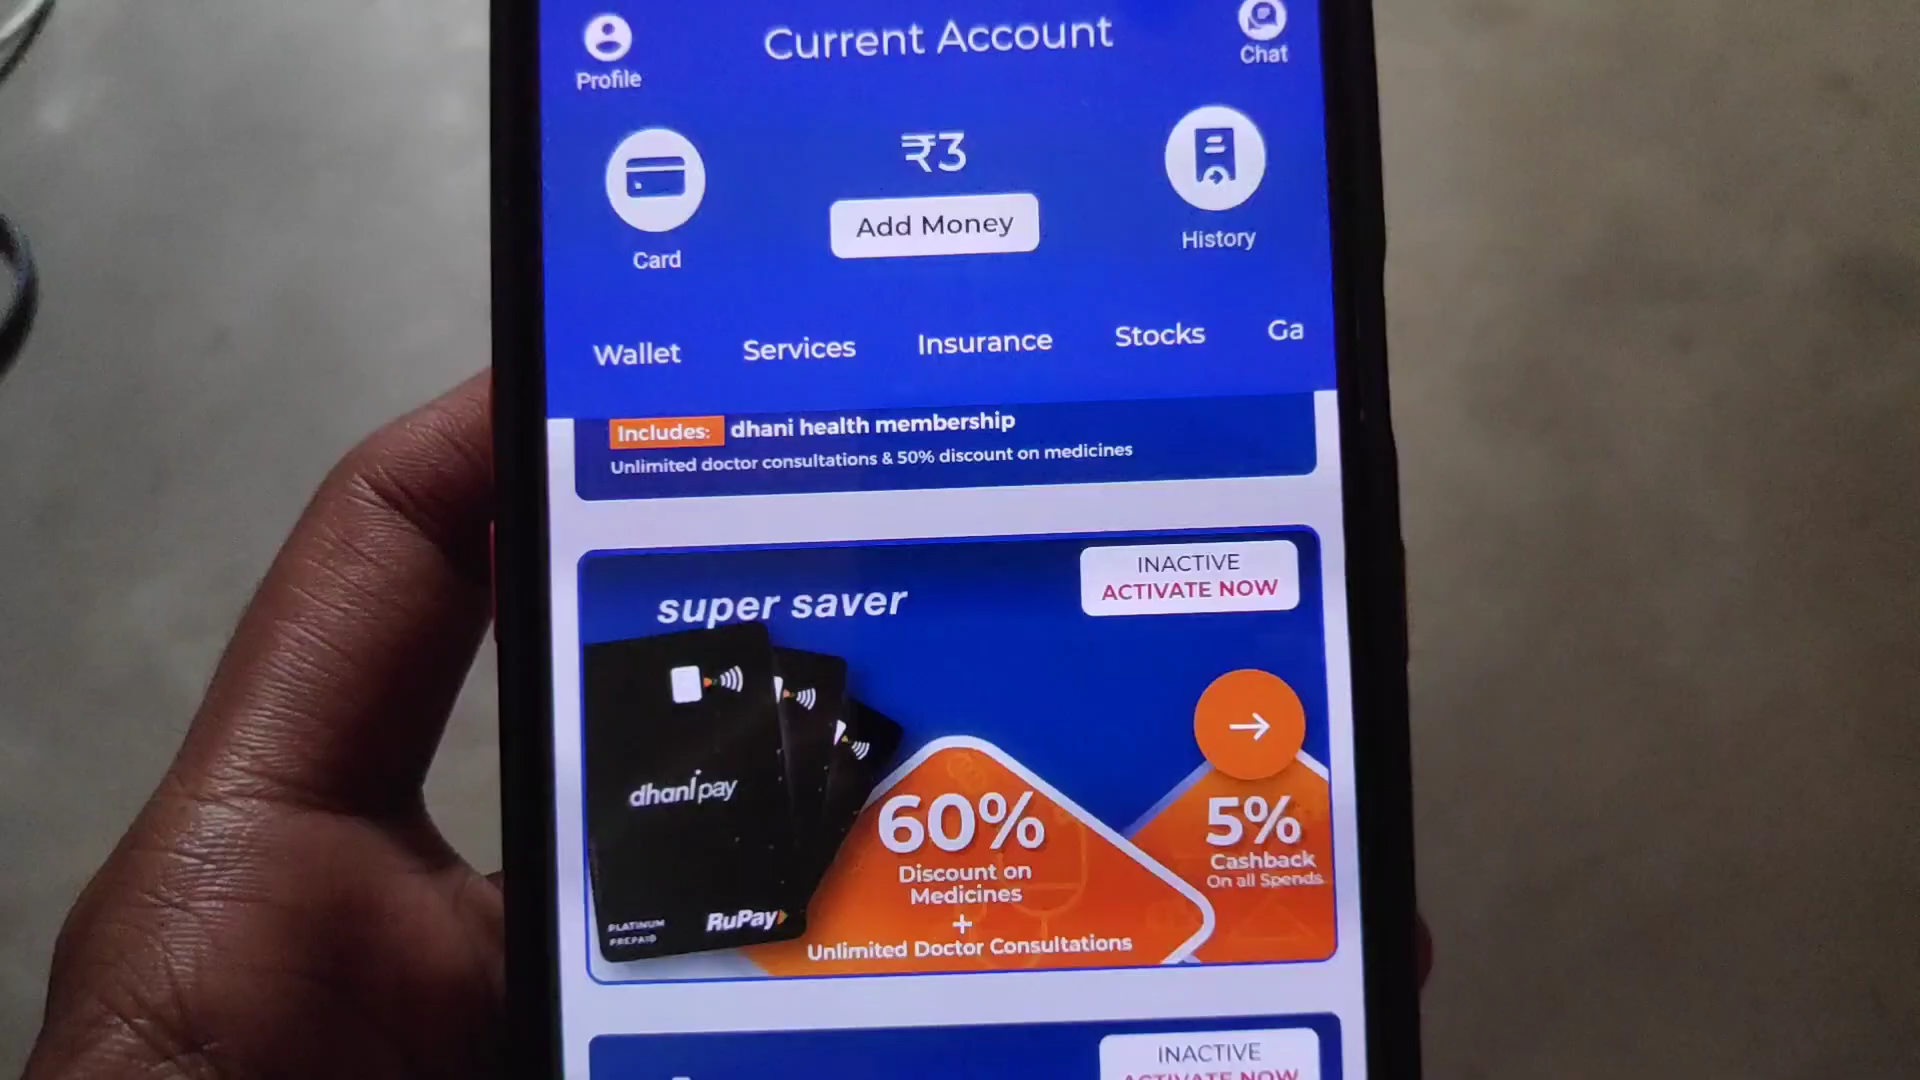 Profile
Current Account
Chat
₹3
Add Money
Card
History
Wallet
Services
Insurance
Stocks
Ga
Includes: dhani health membership
Unlimited doctor consultations & 50% discount on medicines
super saver
INACTIVE
ACTIVATE NOW
dhanipay
PLATINUM
PREPAID
RuPay
60%
Discount on
Medicines
+
Unlimited Doctor Consultations
5%
Cashback
On all Spends
INACTIVE
ACTIVATE NOW